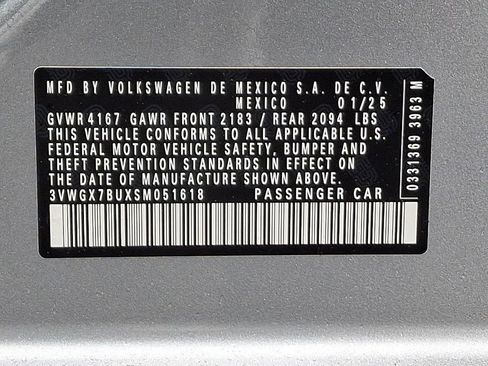 MFD BY VOLKSWAGEN DE MEXICO S.A. DE C.V.
MEXICO 01/25
GVWR 4167 GAWR FRONT 2183 / REAR 2094 LBS
THIS VEHICLE CONFORMS TO ALL APPLICABLE U.S.
FEDERAL MOTOR VEHICLE SAFETY, BUMPER AND
THEFT PREVENTION STANDARDS IN EFFECT ON
THE DATE OF MANUFACTURE SHOWN ABOVE.
3VWGX7BUXSM051618 PASSENGER CAR
0331369 3963 M